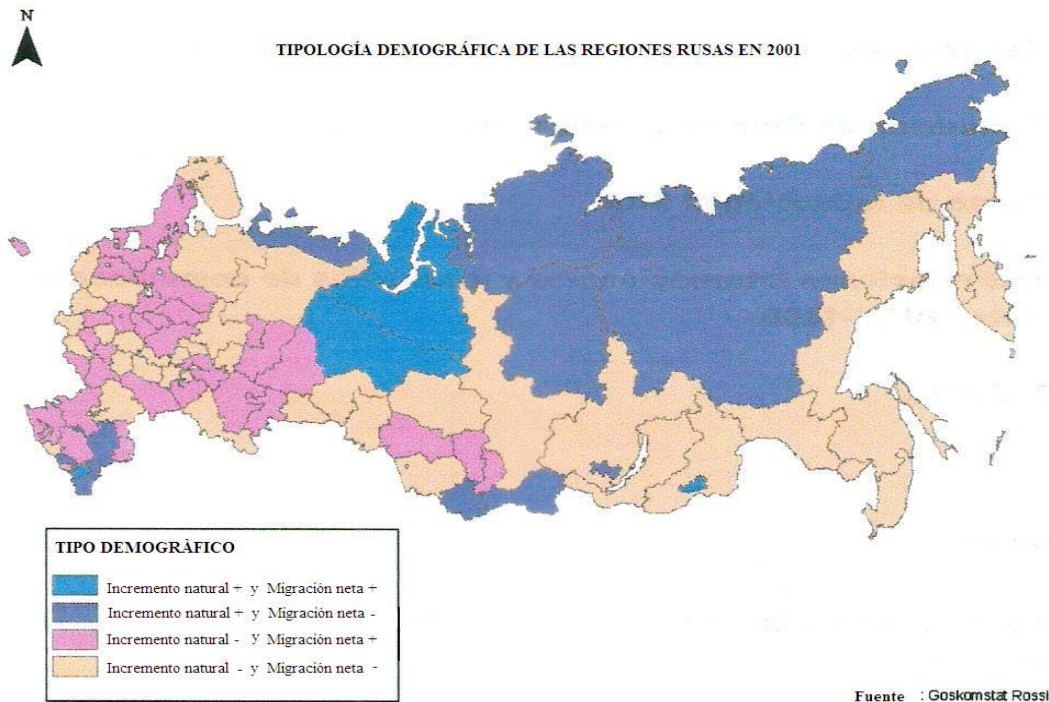 N
TIPOLOGÍA DEMOGRÁFICA DE LAS REGIONES RUSAS EN 2001
TIPO DEMOGRÀFICO
Incremento natural + y Migración neta +
Incremento natural + y Migración neta -
Incremento natural - y Migración neta +
Incremento natural - y Migración neta -
Fuente : Goskomstat Rossi